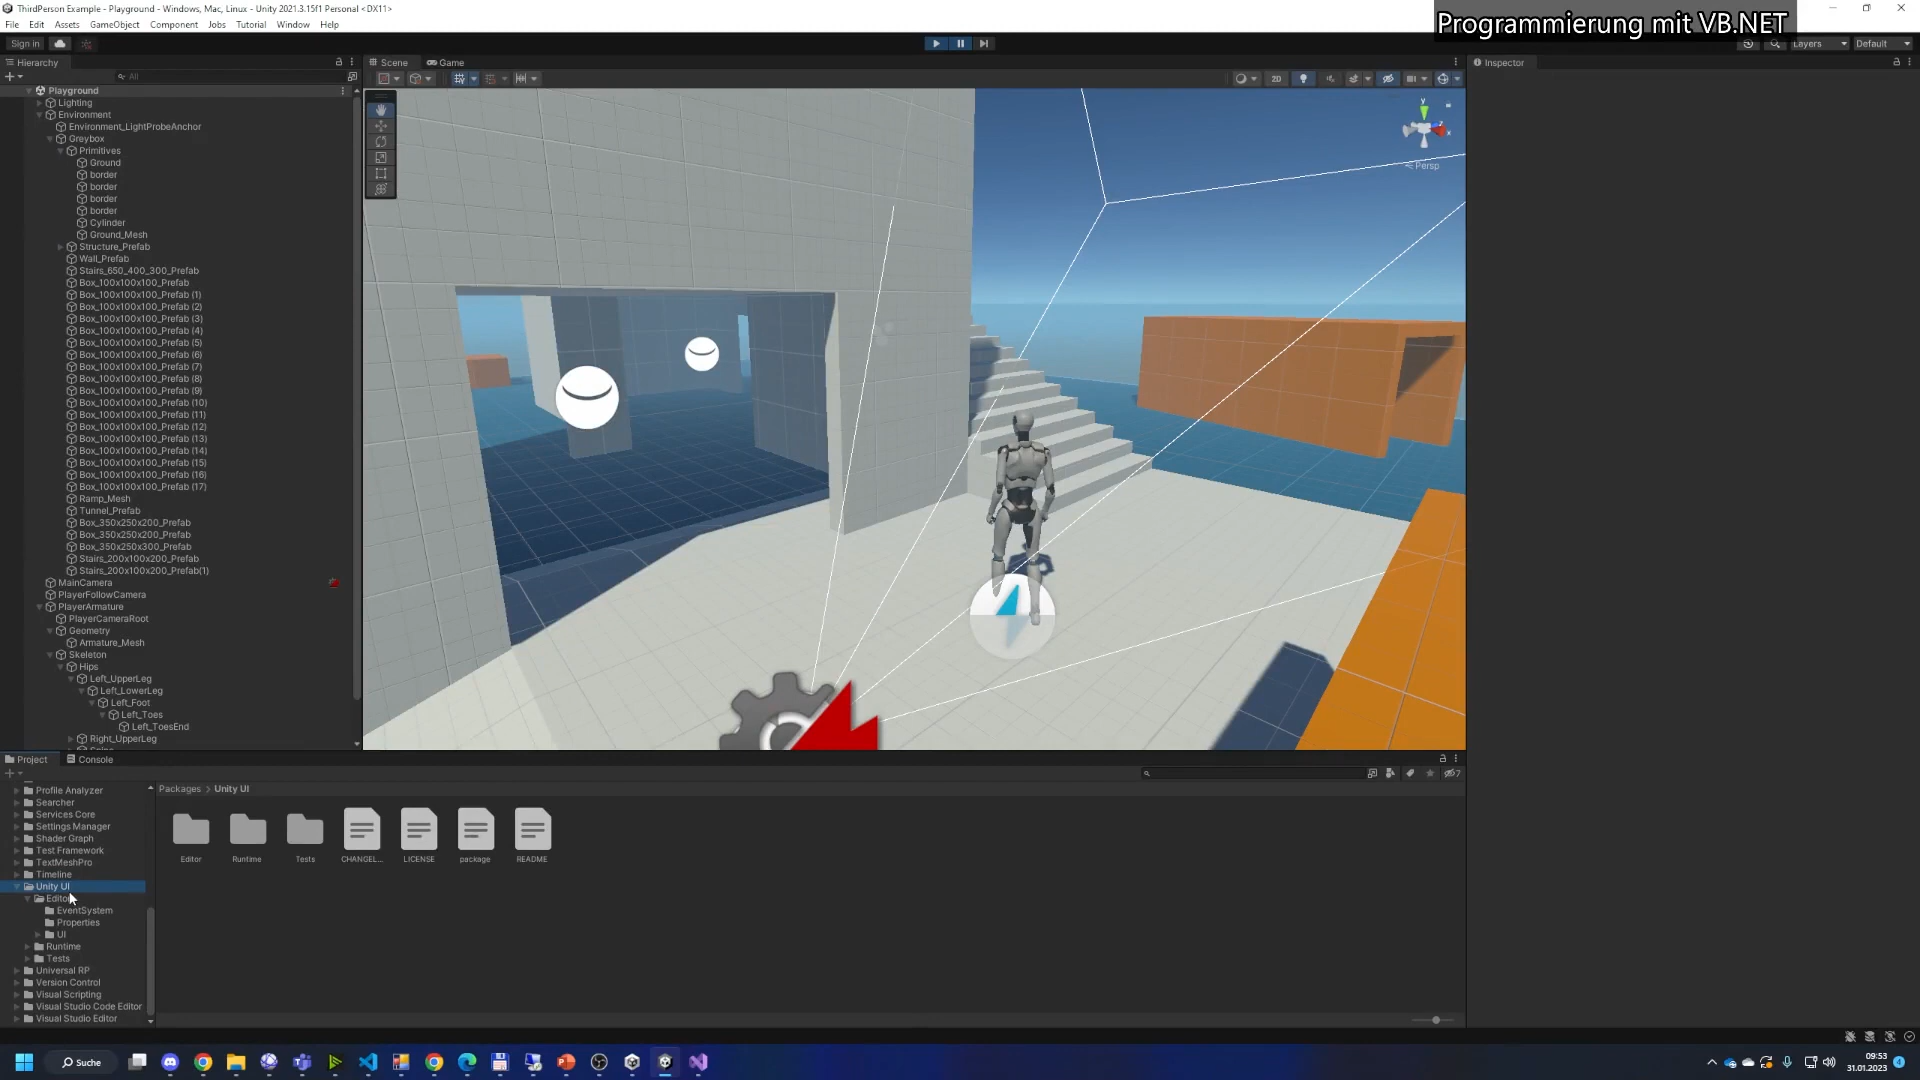 ThirdPerson Example - Playground - Windows, Mac, Linux - Unity 2021.3.15f1 Personal <DX11>
Programmierung mit VB.NET
File Edit Assets GameObject Component Jobs Tutorial Window Help
Sign in
Layers
Default
Hierarchy
Scene
Game
Inspector
All
2D
Playground
Lighting
Environment
Environment_LightProbeAnchor
Greybox
Primitives
Ground
border
border
border
border
Cylinder
Ground_Mesh
Structure_Prefab
Wall_Prefab
Stairs_650_400_300_Prefab
Box_100x100x100_Prefab
Box_100x100x100_Prefab (1)
Box_100x100x100_Prefab (2)
Box_100x100x100_Prefab (3)
Box_100x100x100_Prefab (4)
Box_100x100x100_Prefab (5)
Box_100x100x100_Prefab (6)
Box_100x100x100_Prefab (7)
Box_100x100x100_Prefab (8)
Box_100x100x100_Prefab (9)
Box_100x100x100_Prefab (10)
Box_100x100x100_Prefab (11)
Box_100x100x100_Prefab (12)
Box_100x100x100_Prefab (13)
Box_100x100x100_Prefab (14)
Box_100x100x100_Prefab (15)
Box_100x100x100_Prefab (16)
Box_100x100x100_Prefab (17)
Ramp_Mesh
Tunnel_Prefab
Box_350x250x200_Prefab
Box_350x250x200_Prefab
Box_350x250x300_Prefab
Stairs_200x100x200_Prefab
Stairs_200x100x200_Prefab(1)
MainCamera
PlayerFollowCamera
PlayerArmature
PlayerCameraRoot
Geometry
Armature_Mesh
Skeleton
Hips
Left_UpperLeg
Left_LowerLeg
Left_Foot
Left_Toes
Left_ToesEnd
Right_UpperLeg
y
< Persp
Project
Console
7
Profile Analyzer
Searcher
Services Core
Settings Manager
Shader Graph
Test Framework
TextMeshPro
Timeline
Unity UI
Editor
EventSystem
Properties
UI
Runtime
Tests
Universal RP
Version Control
Visual Scripting
Visual Studio Code Editor
Visual Studio Editor
Packages > Unity UI
Editor
Runtime
Tests
CHANGEL...
LICENSE
package
README
Suche
09:53
31.01.2023
4